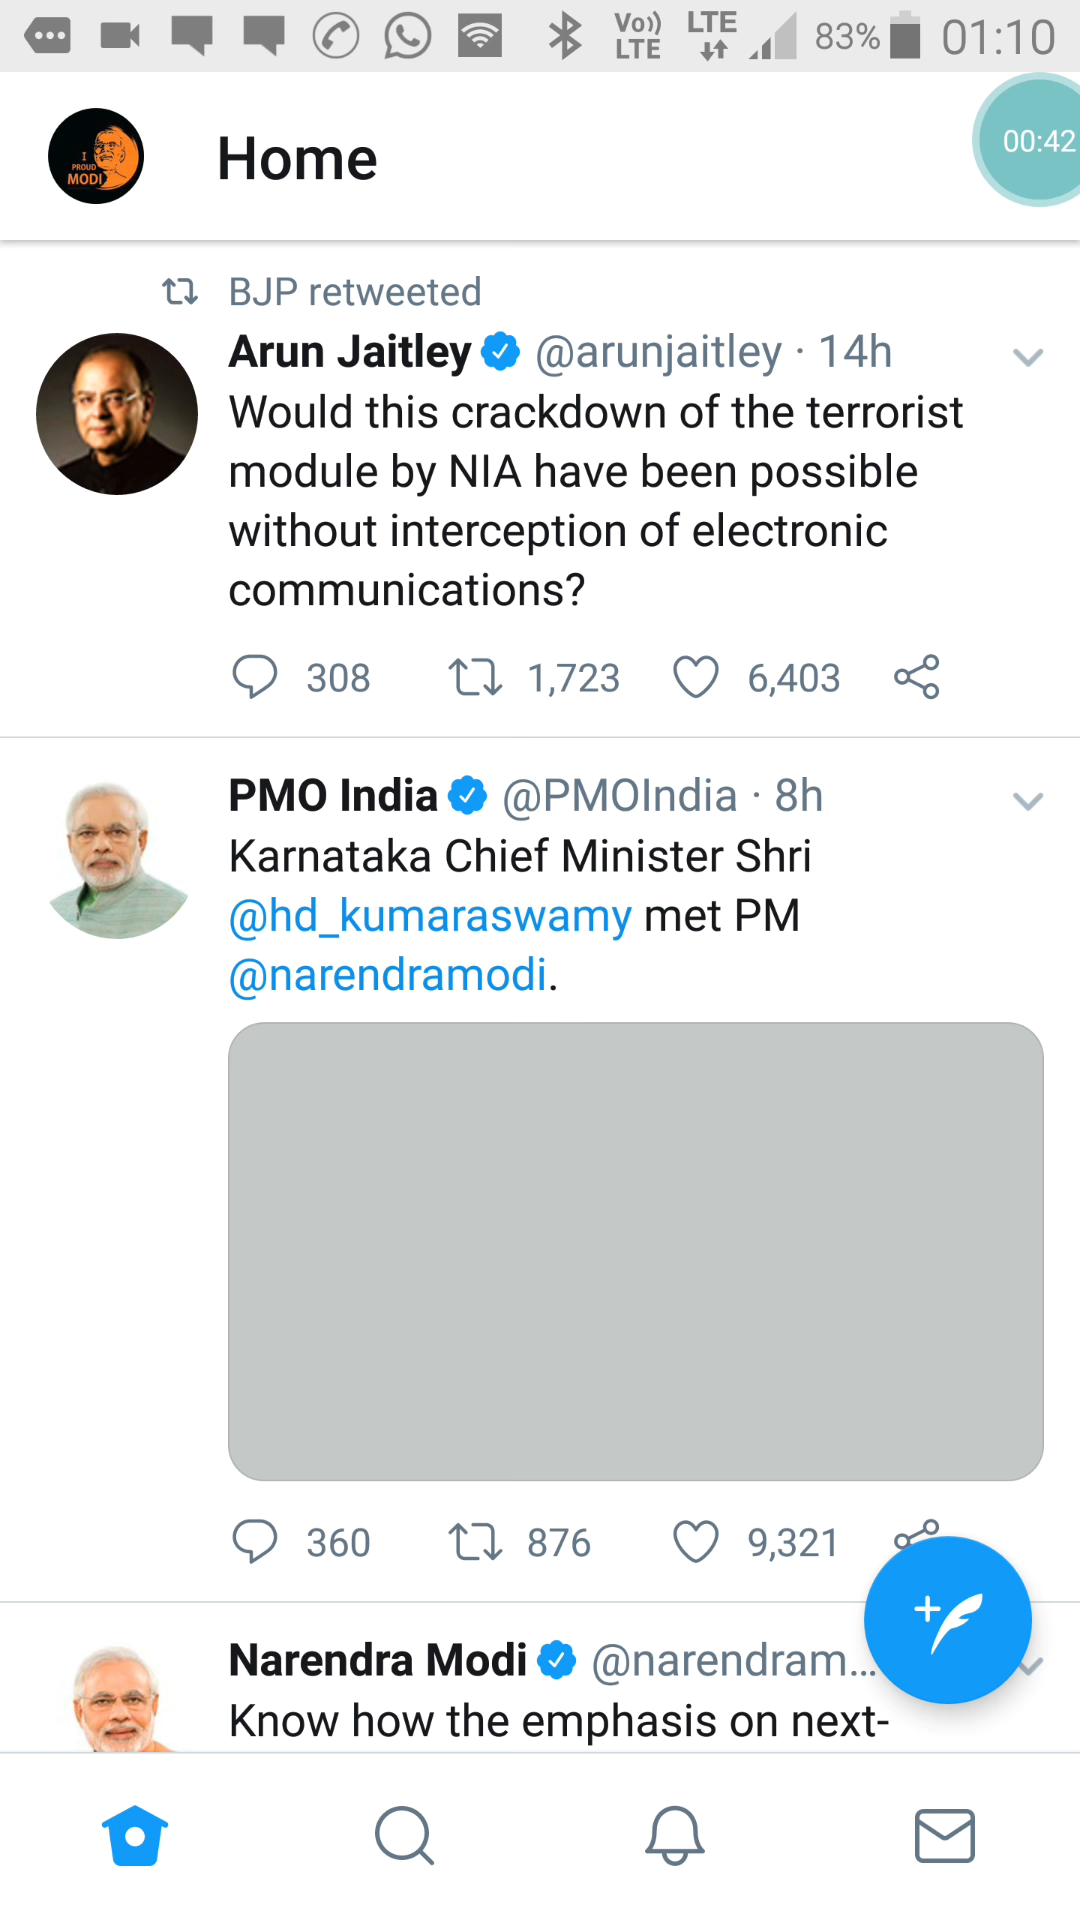 Vo)) LTE
LTE
83%
01:10
I
PROUD
MODI
Home
00:42
BJP retweeted
Arun Jaitley @arunjaitley · 14h
Would this crackdown of the terrorist
module by NIA have been possible
without interception of electronic
communications?
308 1,723 6,403
PMO India @PMOIndia · 8h
Karnataka Chief Minister Shri
@hd_kumaraswamy met PM
@narendramodi.
360 876 9,321
Narendra Modi @narendram...
Know how the emphasis on next-